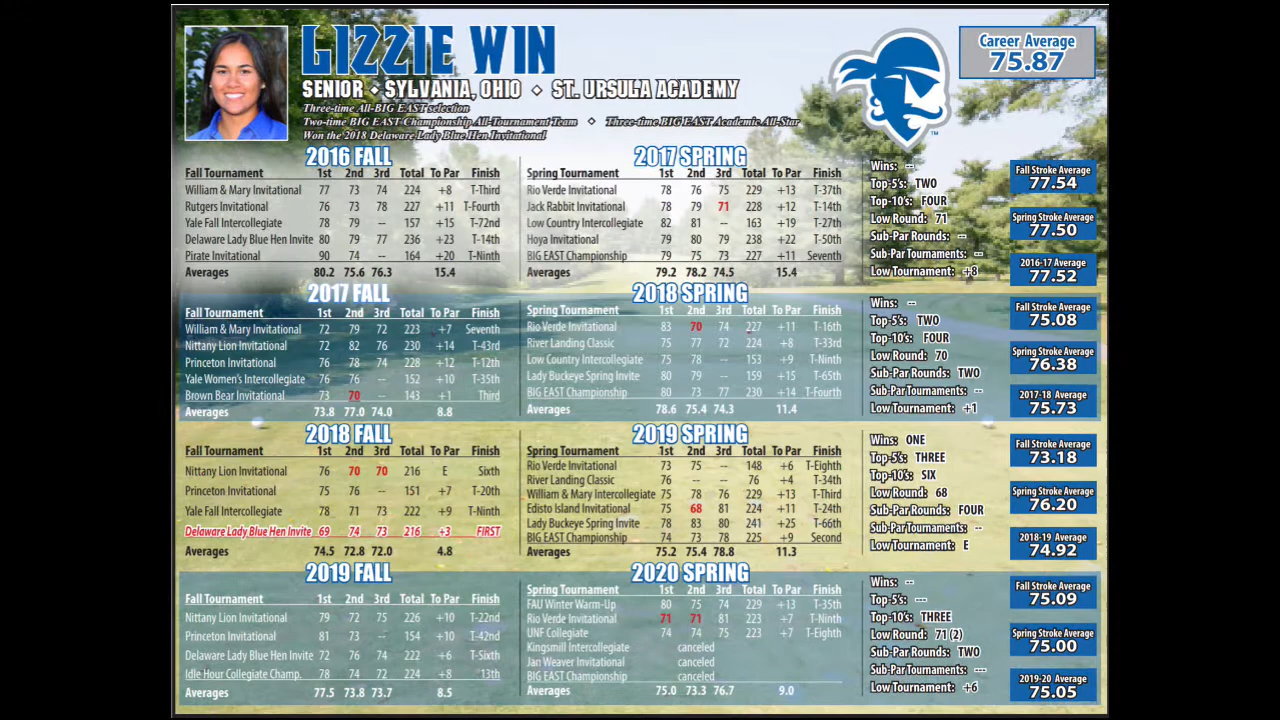 LIZZIE WIN
SENIOR ◆ SYLVANIA, OHIO ◆ ST. URSULA ACADEMY
Three-time All-BIG EAST selection
Two-time BIG EAST Championship All-Tournament Team ◆ Three-time BIG EAST Academic All-Star
Won the 2018 Delaware Lady Blue Hen Invitational
TM
Career Average
75.87
2016 FALL
Fall Tournament 1st 2nd 3rd Total To Par Finish
William & Mary Invitational 77 73 74 224 +8 T-Third
Rutgers Invitational 76 73 78 227 +11 T-Fourth
Yale Fall Intercollegiate 78 79 -- 157 +15 T-72nd
Delaware Lady Blue Hen Invite 80 79 77 236 +23 T-14th
Pirate Invitational 90 74 -- 164 +20 T-Ninth
Averages 80.2 75.6 76.3 15.4
2017 SPRING
Spring Tournament 1st 2nd 3rd Total To Par Finish
Rio Verde Invitational 78 76 75 229 +13 T-37th
Jack Rabbit Invitational 78 79 71 228 +12 T-14th
Low Country Intercollegiate 82 81 -- 163 +19 T-27th
Hoya Invitational 79 80 79 238 +22 T-50th
BIG EAST Championship 79 75 73 227 +11 Seventh
Averages 79.2 78.2 74.5 15.4
Wins: --
Top-5's: TWO
Top-10's: FOUR
Low Round: 71
Sub-Par Rounds: --
Sub-Par Tournaments: --
Low Tournament: +8
Fall Stroke Average
77.54
Spring Stroke Average
77.50
2016-17 Average
77.52
2017 FALL
Fall Tournament 1st 2nd 3rd Total To Par Finish
William & Mary Invitational 72 79 72 223 +7 Seventh
Nittany Lion Invitational 72 82 76 230 +14 T-43rd
Princeton Invitational 76 78 74 228 +12 T-12th
Yale Women's Intercollegiate 76 76 -- 152 +10 T-35th
Brown Bear Invitational 73 70 -- 143 +1 Third
Averages 73.8 77.0 74.0 8.8
2018 SPRING
Spring Tournament 1st 2nd 3rd Total To Par Finish
Rio Verde Invitational 83 70 74 227 +11 T-16th
River Landing Classic 75 77 72 224 +8 T-33rd
Low Country Intercollegiate 75 78 -- 153 +9 T-Ninth
Lady Buckeye Spring Invite 80 79 -- 159 +15 T-65th
BIG EAST Championship 80 73 77 230 +14 T-Fourth
Averages 78.6 75.4 74.3 11.4
Wins: --
Top-5's: TWO
Top-10's: FOUR
Low Round: 70
Sub-Par Rounds: TWO
Sub-Par Tournaments: --
Low Tournament: +1
Fall Stroke Average
75.08
Spring Stroke Average
76.38
2017-18 Average
75.73
2018 FALL
Fall Tournament 1st 2nd 3rd Total To Par Finish
Nittany Lion Invitational 76 70 70 216 E Sixth
Princeton Invitational 75 76 -- 151 +7 T-20th
Yale Fall Intercollegiate 78 71 73 222 +9 T-Ninth
Delaware Lady Blue Hen Invite 69 74 73 216 +3 FIRST
Averages 74.5 72.8 72.0 4.8
2019 SPRING
Spring Tournament 1st 2nd 3rd Total To Par Finish
Rio Verde Invitational 73 75 -- 148 +6 T-Eighth
River Landing Classic 76 -- -- 76 +4 T-34th
William & Mary Intercollegiate 75 78 76 229 +13 T-Third
Edisto Island Invitational 75 68 81 224 +11 T-24th
Lady Buckeye Spring Invite 78 83 80 241 +25 T-66th
BIG EAST Championship 74 73 78 225 +9 Second
Averages 75.2 75.4 78.8 11.3
Wins: ONE
Top-5's: THREE
Top-10's: SIX
Low Round: 68
Sub-Par Rounds: FOUR
Sub-Par Tournaments: --
Low Tournament: E
Fall Stroke Average
73.18
Spring Stroke Average
76.20
2018-19 Average
74.92
2019 FALL
Fall Tournament 1st 2nd 3rd Total To Par Finish
Nittany Lion Invitational 79 72 75 226 +10 T-22nd
Princeton Invitational 81 73 -- 154 +10 T-42nd
Delaware Lady Blue Hen Invite 72 76 74 222 +6 T-Sixth
Idle Hour Collegiate Champ. 78 74 72 224 +8 13th
Averages 77.5 73.8 73.7 8.5
2020 SPRING
Spring Tournament 1st 2nd 3rd Total To Par Finish
FAU Winter Warm-Up 80 75 74 229 +13 T-35th
Rio Verde Invitational 71 71 81 223 +7 T-Ninth
UNF Collegiate 74 74 75 223 +7 T-Eighth
Kingsmill Intercollegiate canceled
Jan Weaver Invitational canceled
BIG EAST Championship canceled
Averages 75.0 73.3 76.7 9.0
Wins: --
Top-5's: ---
Top-10's: THREE
Low Round: 71 (2)
Sub-Par Rounds: TWO
Sub-Par Tournaments: ---
Low Tournament: +6
Fall Stroke Average
75.09
Spring Stroke Average
75.00
2019-20 Average
75.05